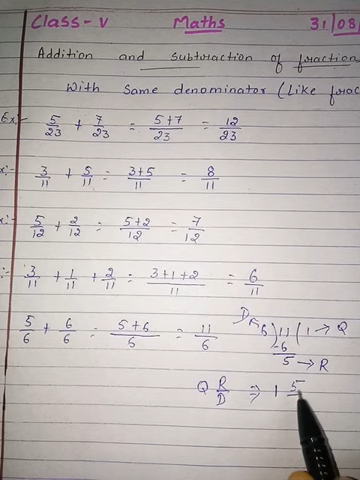 Class-V Maths 31/08
Addition and subtraction of fraction
With same denominator (Like frac
Ex:- 5/23 + 7/23 = 5+7/23 = 12/23
x:- 3/11 + 5/11 = 3+5/11 = 8/11
x:- 5/12 + 2/12 = 5+2/12 = 7/12
:- 3/11 + 1/11 + 2/11 = 3+1+2/11 = 6/11
5/6 + 6/6 = 5+6/6 = 11/6 D← 6)11(1→Q
-6
5→R
Q R/D ⇒ 1 5/